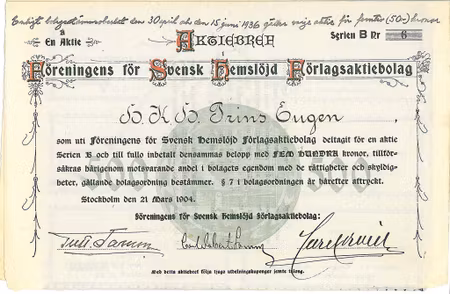 Enligt bolagsstämmobeslut den 30 april och den 15 juni 1936 gäller varje aktie för femtio (50-) kronor
à
En Aktie
AKTIEBREF
Serien B Nr 6
i
Föreningens för Svensk Hemslöjd Förlagsaktiebolag
H. K. H. Prins Eugen
som uti Föreningens för Svensk Hemslöjd Förlagsaktiebolag deltagit för en aktie
Serien B och till fullo inbetalt densammas belopp med FEM HUNDRA kronor, tillför-
säkras härigenom motsvarande andel i bolagets egendom med de rättigheter och skyldig-
heter, gällande bolagsordning bestämmer. § 7 i bolagsordningen är häretter aftryckt.
Stockholm den 21 Mars 1904.
Föreningens för Svensk Hemslöjd Förlagsaktiebolag:
Med detta aktiebref följa tjugo utdelningskuponger jemte talong.